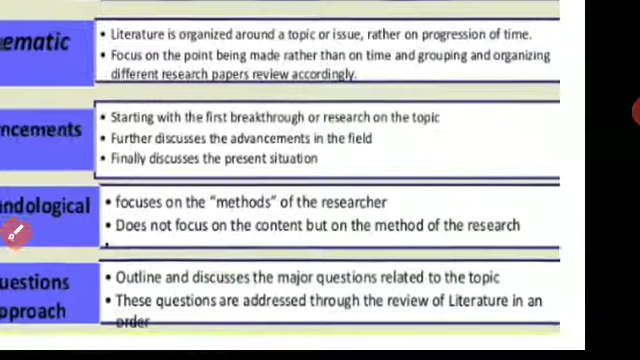 ematic
• Literature is organized around a topic or issue, rather on progression of time.
• Focus on the point being made rather than on time and grouping and organizing
different research papers review accordingly.
ncements
• Starting with the first breakthrough or research on the topic
• Further discusses the advancements in the field
• Finally discusses the present situation
andological
• focuses on the “methods” of the researcher
• Does not focus on the content but on the method of the research
uestions
pproach
• Outline and discusses the major questions related to the topic
• These questions are addressed through the review of Literature in an
order